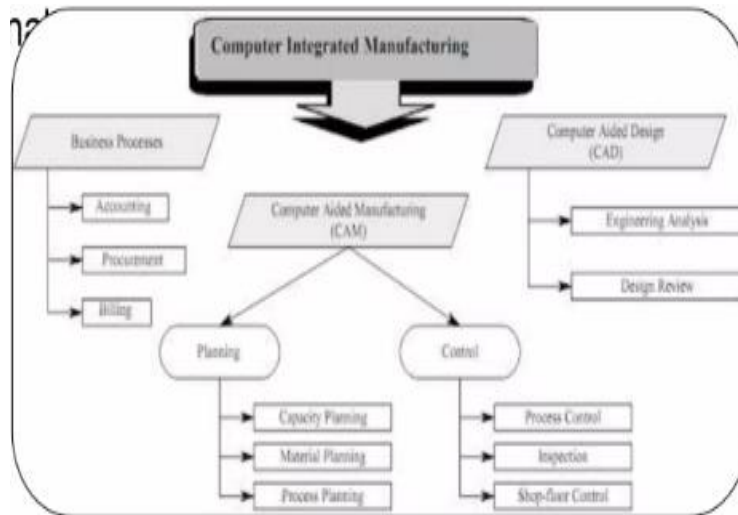 Computer Integrated Manufacturing
Business Processes
Accounting
Procurement
Billing
Computer Aided Manufacturing
(CAM)
Planning
Capacity Planning
Material Planning
Process Planning
Control
Process Control
Inspection
Shop-floor Control
Computer Aided Design
(CAD)
Engineering Analysis
Design Review